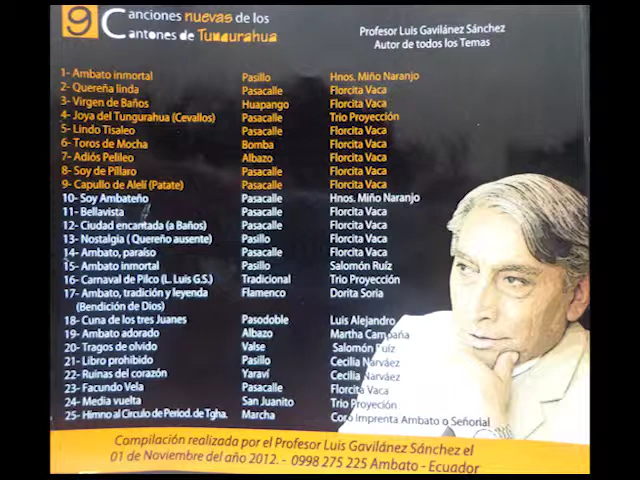 9 Canciones nuevas de los
Cantones de Tungurahua
Profesor Luis Gavilánez Sánchez
Autor de todos los Temas
1- Ambato inmortal Pasillo Hnos. Miño Naranjo
2- Quereña linda Pasacalle Florcita Vaca
3- Virgen de Baños Huapango Florcita Vaca
4- Joya del Tungurahua (Cevallos) Pasacalle Trio Proyección
5- Lindo Tisaleo Pasacalle Florcita Vaca
6- Toros de Mocha Bomba Florcita Vaca
7- Adiós Pelileo Albazo Florcita Vaca
8- Soy de Píllaro Pasacalle Florcita Vaca
9- Capullo de Alelí (Patate) Pasacalle Florcita Vaca
10- Soy Ambateño Pasacalle Hnos. Miño Naranjo
11- Bellavista Pasacalle Florcita Vaca
12- Ciudad encantada (a Baños) Pasacalle Florcita Vaca
13- Nostalgia ( Quereño ausente) Pasillo Florcita Vaca
14- Ambato, paraíso Pasacalle Florcita Vaca
15- Ambato inmortal Pasillo Salomón Ruíz
16- Carnaval de Pilco (L. Luis G.S.) Tradicional Trio Proyección
17- Ambato, tradición y leyenda Flamenco Dorita Soria
(Bendición de Dios)
18- Cuna de los tres Juanes Pasodoble Luis Alejandro
19- Ambato adorado Albazo Martha Campaña
20- Tragos de olvido Valse Salomón Ruíz
21- Libro prohibido Pasillo Cecilia Narváez
22- Ruinas del corazón Yaraví Cecilia Narváez
23- Facundo Vela Pasacalle Florcita Vaca
24- Media vuelta San Juanito Trio Proyeción
25- Himno al Círculo de Period. de Tgha. Marcha Coro Imprenta Ambato o Señorial
Compilación realizada por el Profesor Luis Gavilánez Sánchez el
01 de Noviembre del año 2012. - 0998 275 225 Ambato - Ecuador